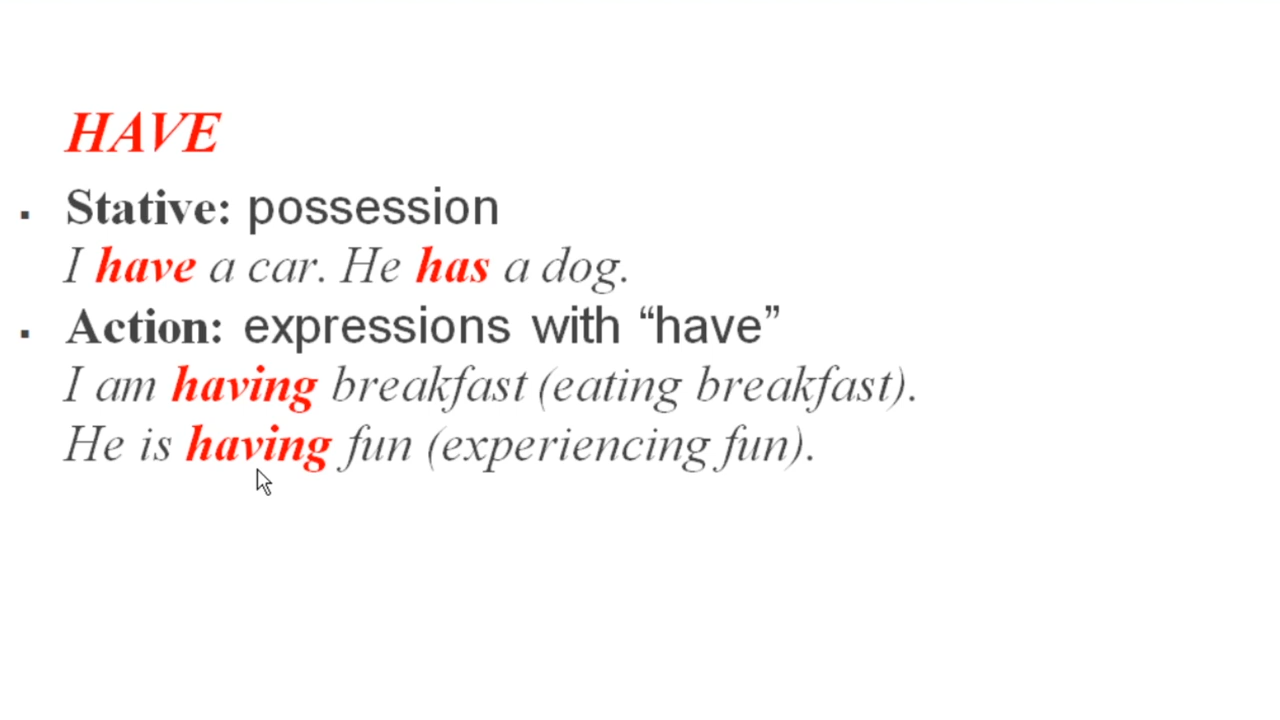 HAVE
▪ Stative: possession
I have a car. He has a dog.
▪ Action: expressions with “have”
I am having breakfast (eating breakfast).
He is having fun (experiencing fun).